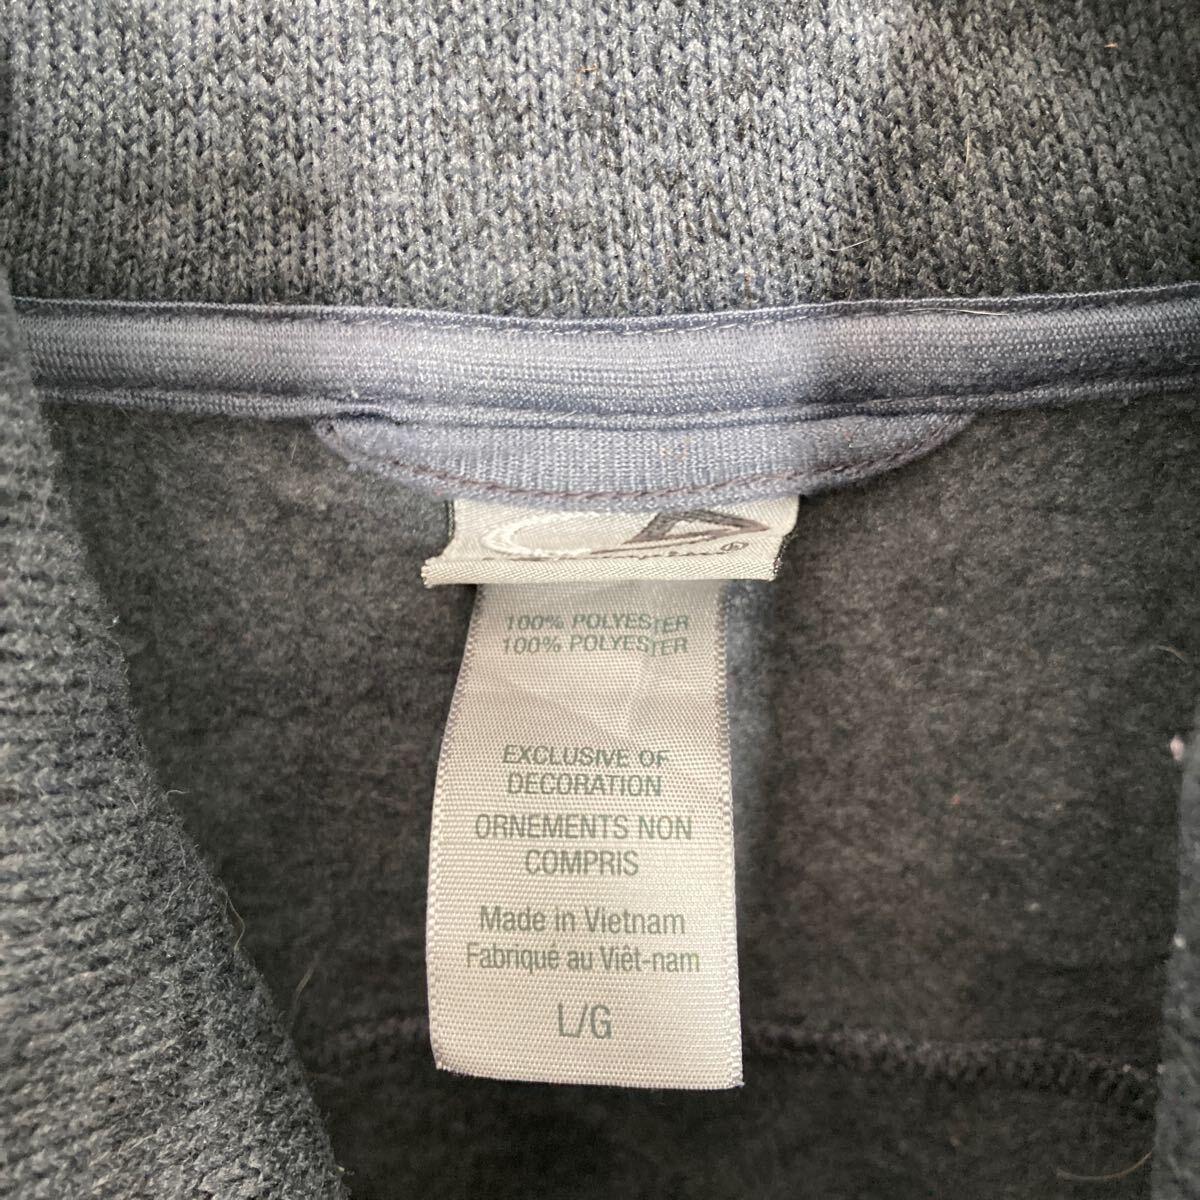 100% POLYESTER
100% POLYESTER
EXCLUSIVE OF
DECORATION
ORNEMENTS NON
COMPRIS
Made in Vietnam
Fabriqué au Viêt-nam
L/G